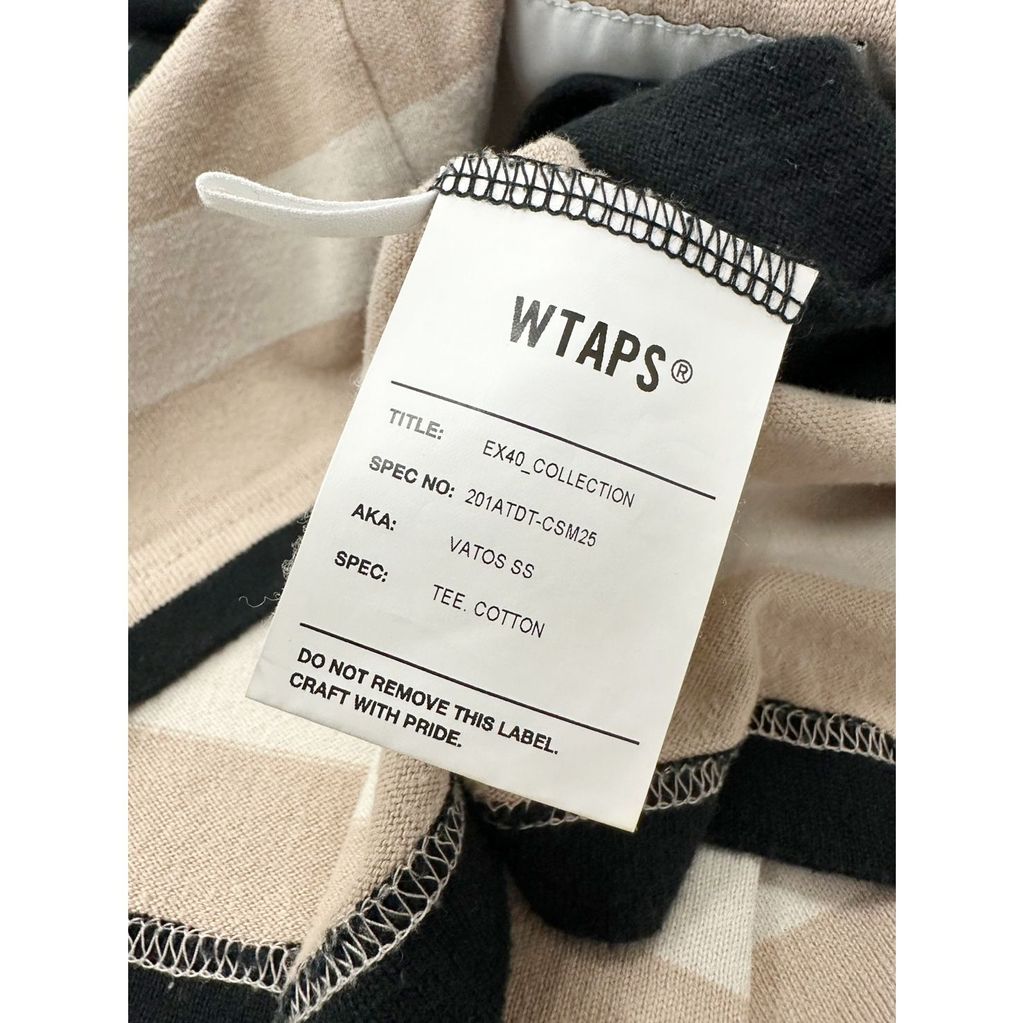 WTAPS®
TITLE: EX40_COLLECTION
SPEC NO: 201ATDT-CSM25
AKA: VATOS SS
SPEC: TEE. COTTON
DO NOT REMOVE THIS LABEL.
CRAFT WITH PRIDE.